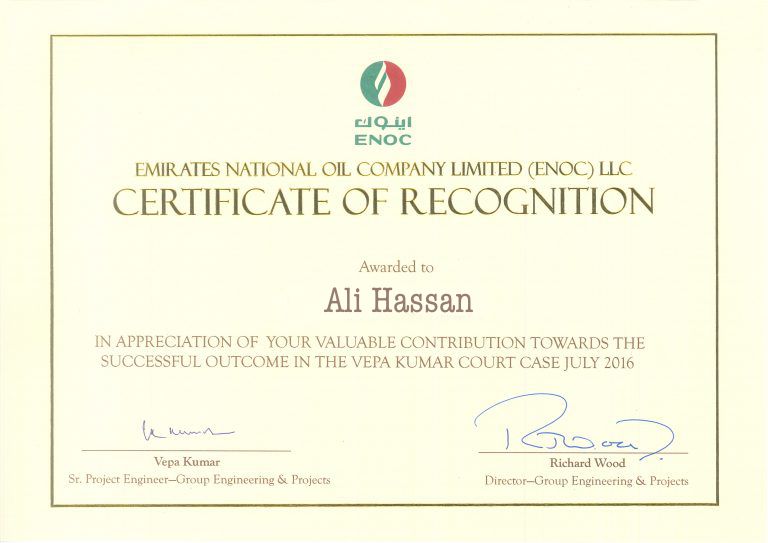 اينوك
ENOC
EMIRATES NATIONAL OIL COMPANY LIMITED (ENOC) LLC
CERTIFICATE OF RECOGNITION
Awarded to
Ali Hassan
IN APPRECIATION OF YOUR VALUABLE CONTRIBUTION TOWARDS THE
SUCCESSFUL OUTCOME IN THE VEPA KUMAR COURT CASE JULY 2016
Vepa Kumar
Sr. Project Engineer—Group Engineering & Projects
Richard Wood
Director—Group Engineering & Projects